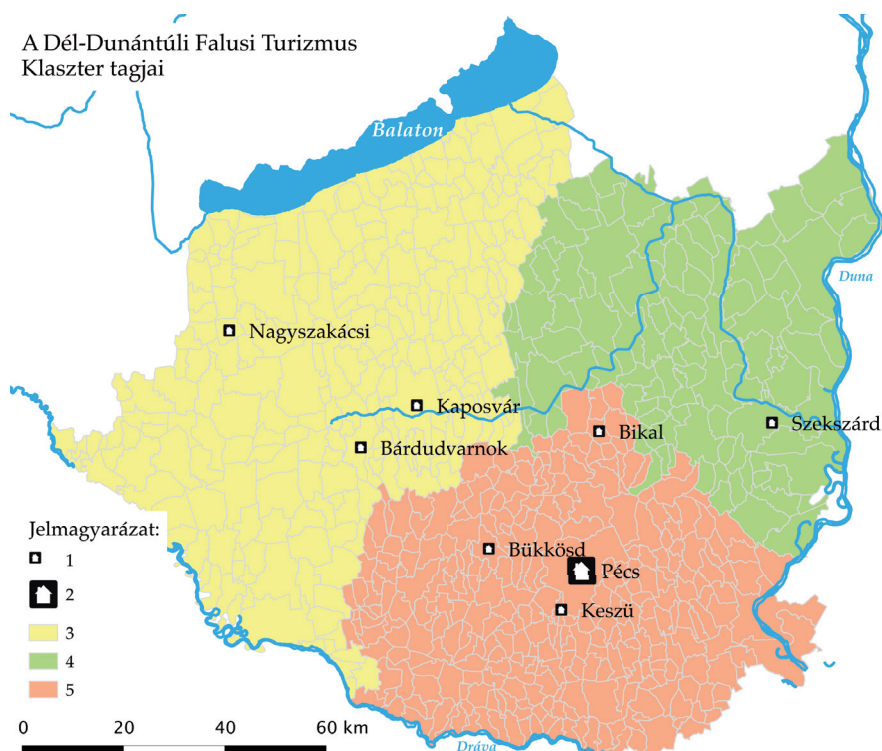 A Dél-Dunántúli Falusi Turizmus
Klaszter tagjai
Balaton
Duna
Nagyszakácsi
Kaposvár
Szekszárd
Bikal
Bárdudvarnok
Jelmagyarázat:
1
2
3
4
5
Bükkösd
Pécs
Keszü
0 20 40 60 km
Dráva